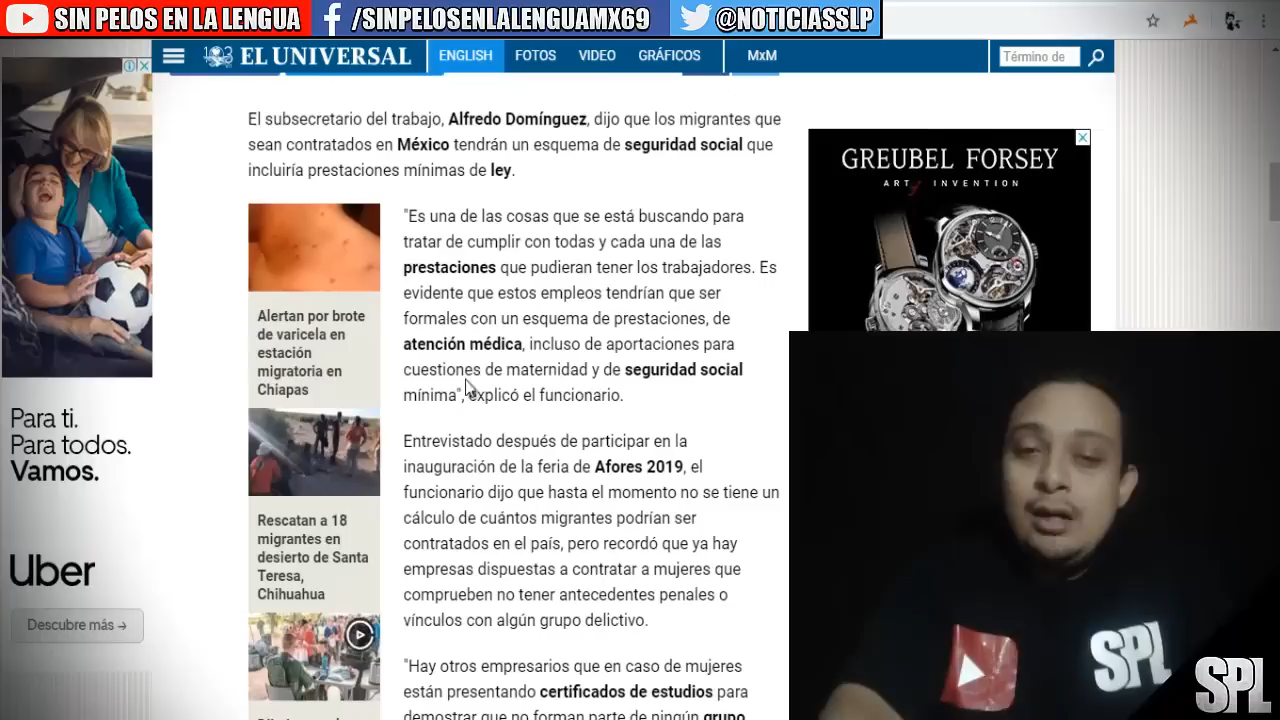 SIN PELOS EN LA LENGUA
/SINPELOSENLALENGUAMX69
@NOTICIASSLP
EL UNIVERSAL
ENGLISH
FOTOS
VIDEO
GRÁFICOS
MxM
Término de
El subsecretario del trabajo, Alfredo Domínguez, dijo que los migrantes que
sean contratados en México tendrán un esquema de seguridad social que
incluiría prestaciones mínimas de ley.
"Es una de las cosas que se está buscando para
tratar de cumplir con todas y cada una de las
prestaciones que pudieran tener los trabajadores. Es
evidente que estos empleos tendrían que ser
formales con un esquema de prestaciones, de
atención médica, incluso de aportaciones para
cuestiones de maternidad y de seguridad social
mínima", explicó el funcionario.
Entrevistado después de participar en la
inauguración de la feria de Afores 2019, el
funcionario dijo que hasta el momento no se tiene un
cálculo de cuántos migrantes podrían ser
contratados en el país, pero recordó que ya hay
empresas dispuestas a contratar a mujeres que
comprueben no tener antecedentes penales o
vínculos con algún grupo delictivo.
"Hay otros empresarios que en caso de mujeres
están presentando certificados de estudios para
demostrar que no forman parte de ningún grupo
Alertan por brote
de varicela en
estación
migratoria en
Chiapas
Rescatan a 18
migrantes en
desierto de Santa
Teresa,
Chihuahua
Para ti.
Para todos.
Vamos.
Uber
Descubre más →
GREUBEL FORSEY
ART INVENTION
SPL
SPL